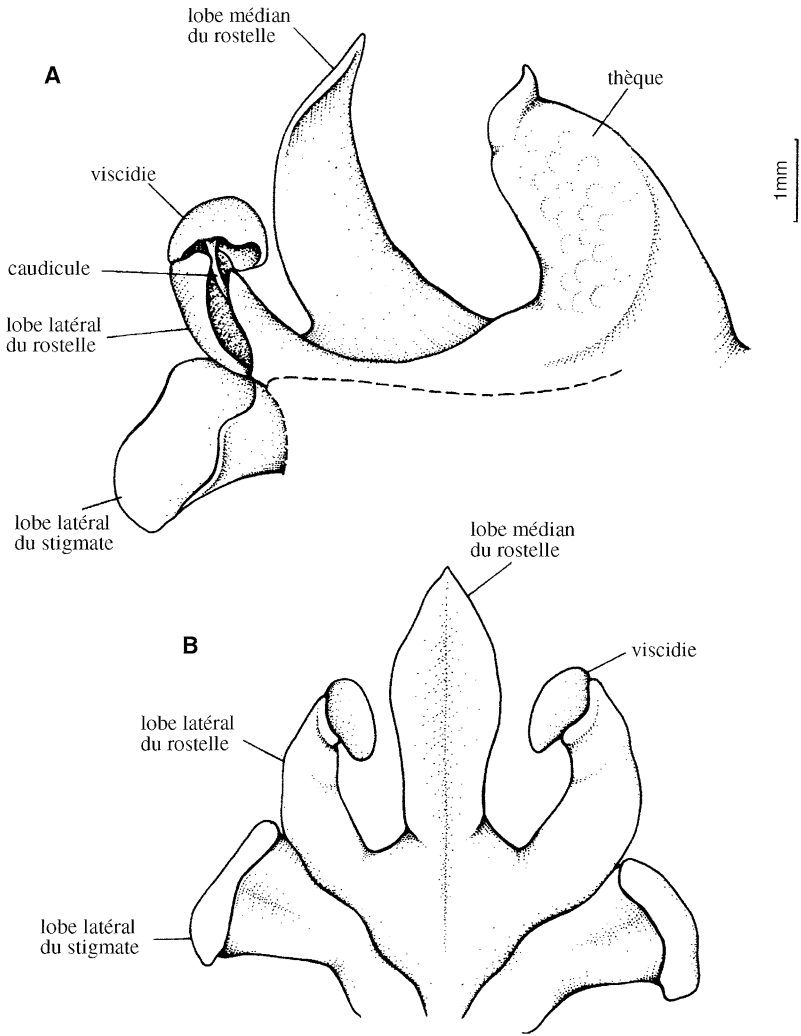 lobe médian
du rostelle
A
thèque
1mm
viscidie
caudicule
lobe latéral
du rostelle
lobe latéral
du stigmate
lobe médian
du rostelle
B
viscidie
lobe latéral
du rostelle
lobe latéral
du stigmate